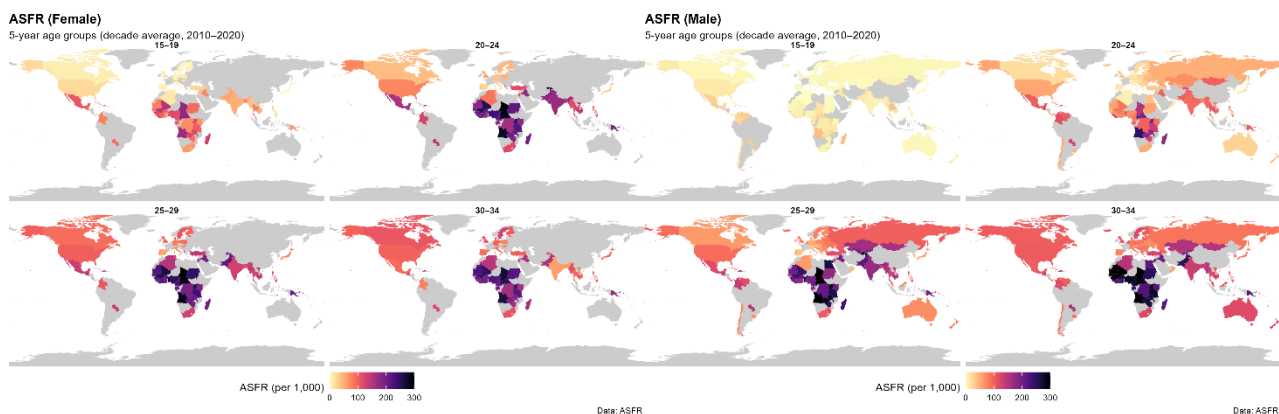 ASFR (Female)
5-year age groups (decade average, 2010–2020)
15–19
20–24
25–29
30–34
ASFR (per 1,000)
0 100 200 300
Data: ASFR
ASFR (Male)
5-year age groups (decade average, 2010–2020)
15–19
20–24
25–29
30–34
ASFR (per 1,000)
0 100 200 300
Data: ASFR